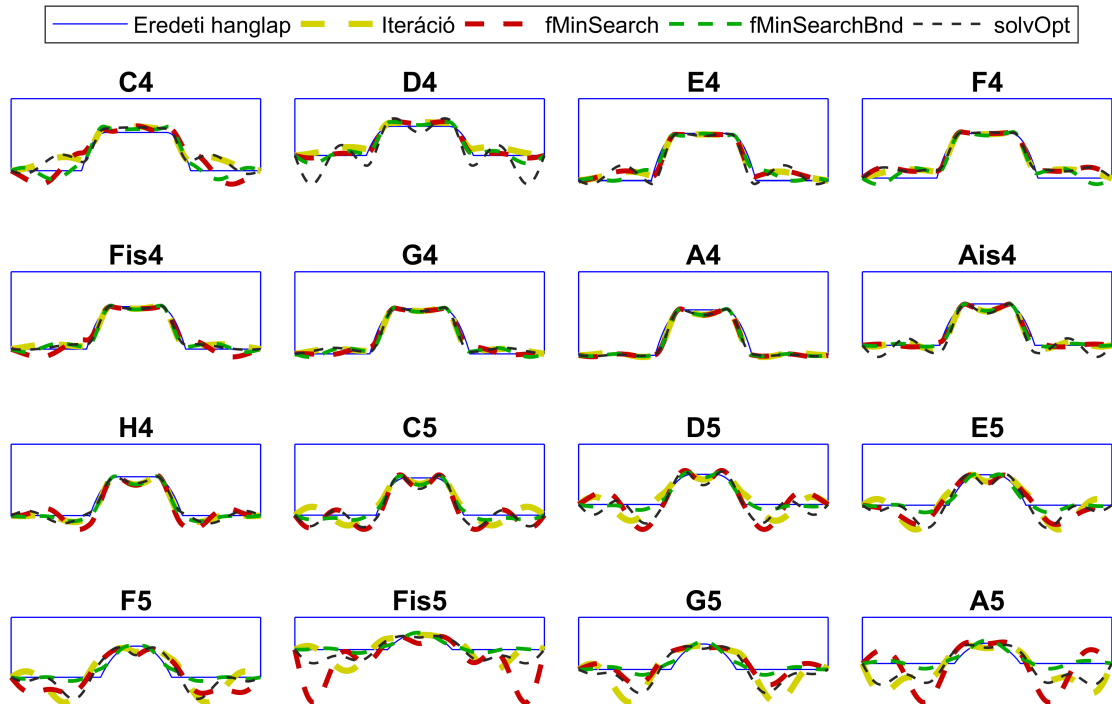 Eredeti hanglap Iteráció fMinSearch fMinSearchBnd solvOpt
C4 D4 E4 F4
Fis4 G4 A4 Ais4
H4 C5 D5 E5
F5 Fis5 G5 A5